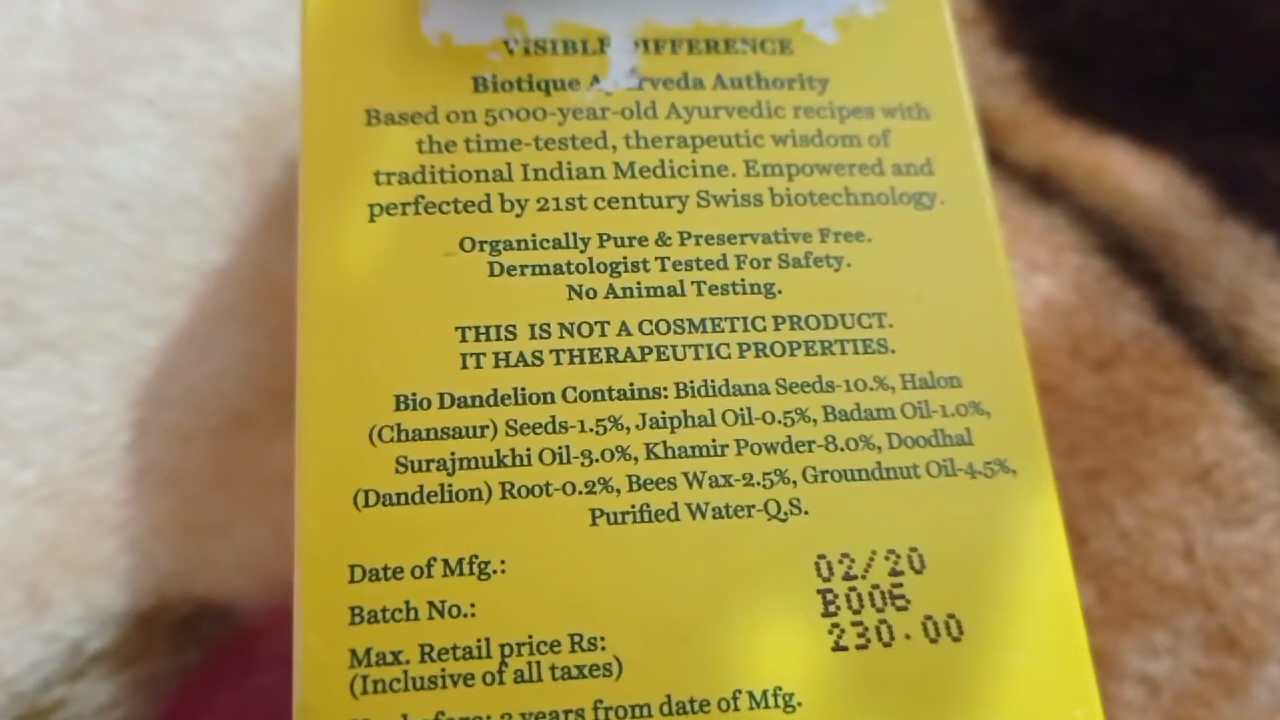 VISIBLE DIFFERENCE
Biotique Ayurveda Authority
Based on 5000-year-old Ayurvedic recipes with
the time-tested, therapeutic wisdom of
traditional Indian Medicine. Empowered and
perfected by 21st century Swiss biotechnology.
Organically Pure & Preservative Free.
Dermatologist Tested For Safety.
No Animal Testing.
THIS IS NOT A COSMETIC PRODUCT.
IT HAS THERAPEUTIC PROPERTIES.
Bio Dandelion Contains: Bididana Seeds-10.%, Halon
(Chansaur) Seeds-1.5%, Jaiphal Oil-0.5%, Badam Oil-1.0%,
Surajmukhi Oil-3.0%, Khamir Powder-8.0%, Doodhal
(Dandelion) Root-0.2%, Bees Wax-2.5%, Groundnut Oil-4.5%,
Purified Water-Q.S.
Date of Mfg.: 02/20
Batch No.: B006
Max. Retail price Rs: 230.00
(Inclusive of all taxes)
years from date of Mfg.